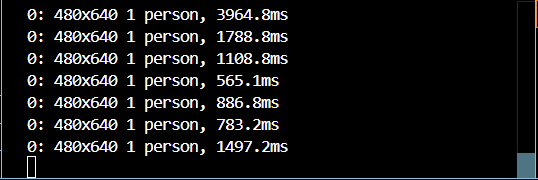 0: 480x640 1 person, 3964.8ms
0: 480x640 1 person, 1788.8ms
0: 480x640 1 person, 1108.8ms
0: 480x640 1 person, 565.1ms
0: 480x640 1 person, 886.8ms
0: 480x640 1 person, 783.2ms
0: 480x640 1 person, 1497.2ms